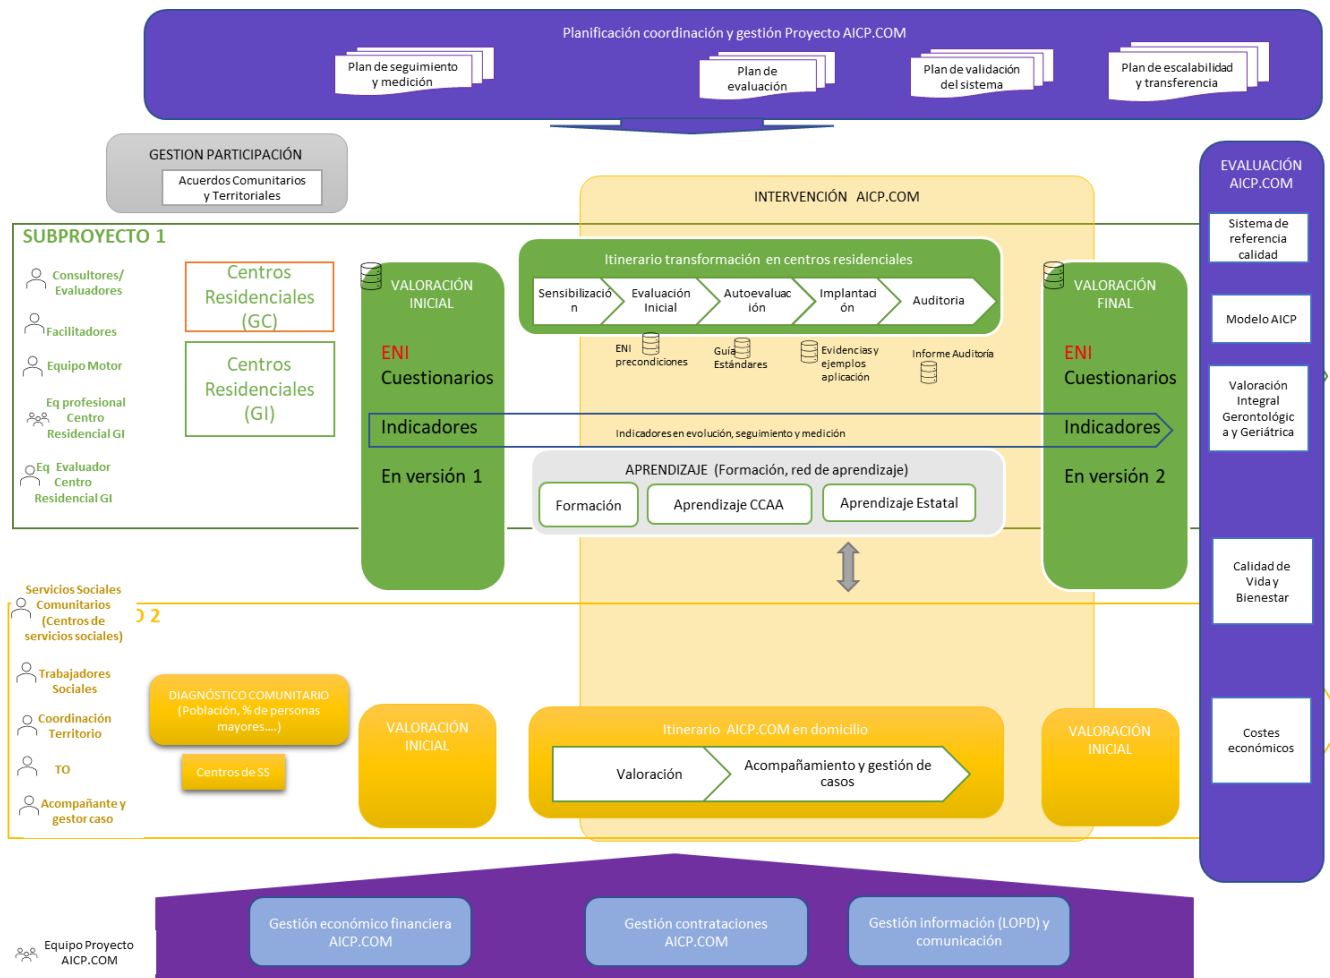 Planificación coordinación y gestión Proyecto AICP.COM
Plan de seguimiento
y medición
Plan de
evaluación
Plan de validación
del sistema
Plan de escalabilidad
y transferencia
GESTION PARTICIPACIÓN
Acuerdos Comunitarios
y Territoriales
INTERVENCIÓN AICP.COM
EVALUACIÓN
AICP.COM
Sistema de
referencia
calidad
Modelo AICP
Valoración
Integral
Gerontológic
a y Geriátrica
Calidad de
Vida y
Bienestar
Costes
económicos
SUBPROYECTO 1
Consultores/
Evaluadores
Facilitadores
Equipo Motor
Eq profesional
Centro
Residencial GI
Eq Evaluador
Centro
Residencial GI
Centros
Residenciales
(GC)
Centros
Residenciales
(GI)
VALORACIÓN
INICIAL
ENI
Cuestionarios
Indicadores
En versión 1
Itinerario transformación en centros residenciales
Sensibilizació
n
Evaluación
Inicial
Autoevaluac
ión
Implantac
ión
Auditoria
ENI
precondiciones
Guía
Estándares
Evidencias y
ejemplos
aplicación
Informe Auditoría
Indicadores en evolución, seguimiento y medición
APRENDIZAJE (Formación, red de aprendizaje)
Formación
Aprendizaje CCAA
Aprendizaje Estatal
VALORACIÓN
FINAL
ENI
Cuestionarios
Indicadores
En versión 2
O 2
Servicios Sociales
Comunitarios
(Centros de
servicios sociales)
Trabajadores
Sociales
Coordinación
Territorio
TO
Acompañante y
gestor caso
DIAGNÓSTICO COMUNITARIO
(Población, % de personas
mayores....)
Centros de SS
VALORACIÓN
INICIAL
Itinerario AICP.COM en domicilio
Valoración
Acompañamiento y gestión de
casos
VALORACIÓN
INICIAL
Equipo Proyecto
AICP.COM
Gestión económico financiera
AICP.COM
Gestión contrataciones
AICP.COM
Gestión información (LOPD) y
comunicación